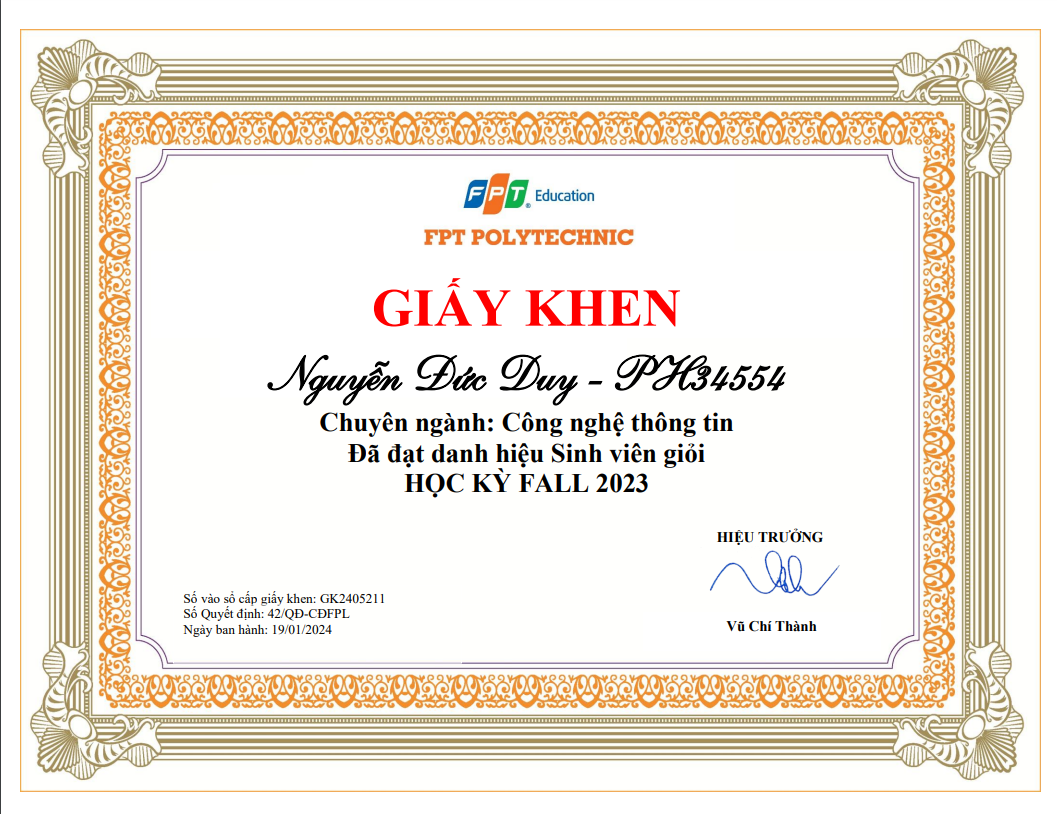 FPT Education
FPT POLYTECHNIC
GIẤY KHEN
Nguyễn Đức Duy - PH34554
Chuyên ngành: Công nghệ thông tin
Đã đạt danh hiệu Sinh viên giỏi
HỌC KỲ FALL 2023
HIỆU TRƯỞNG
Số vào sổ cấp giấy khen: GK2405211
Số Quyết định: 42/QĐ-CĐFPL
Ngày ban hành: 19/01/2024
Vũ Chí Thành